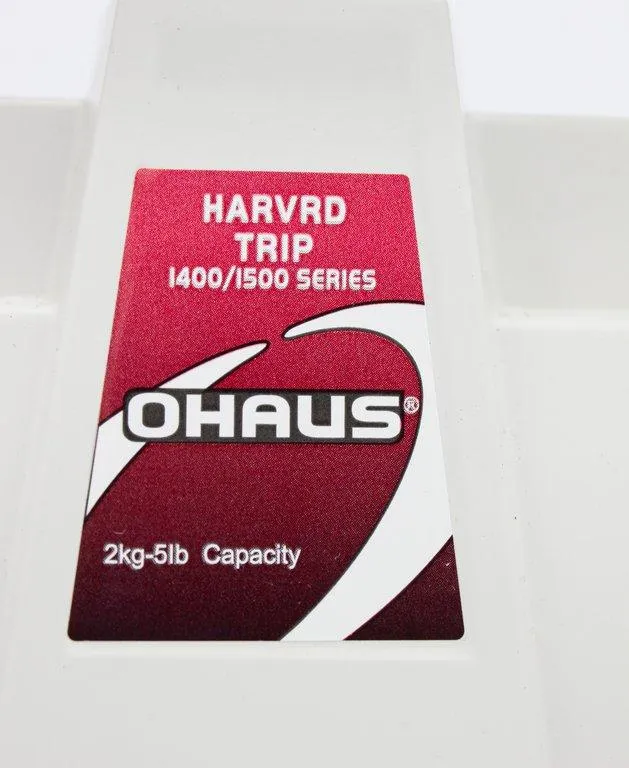 HARVRD
TRIP
1400/1500 SERIES
OHAUS®
2kg-5lb Capacity